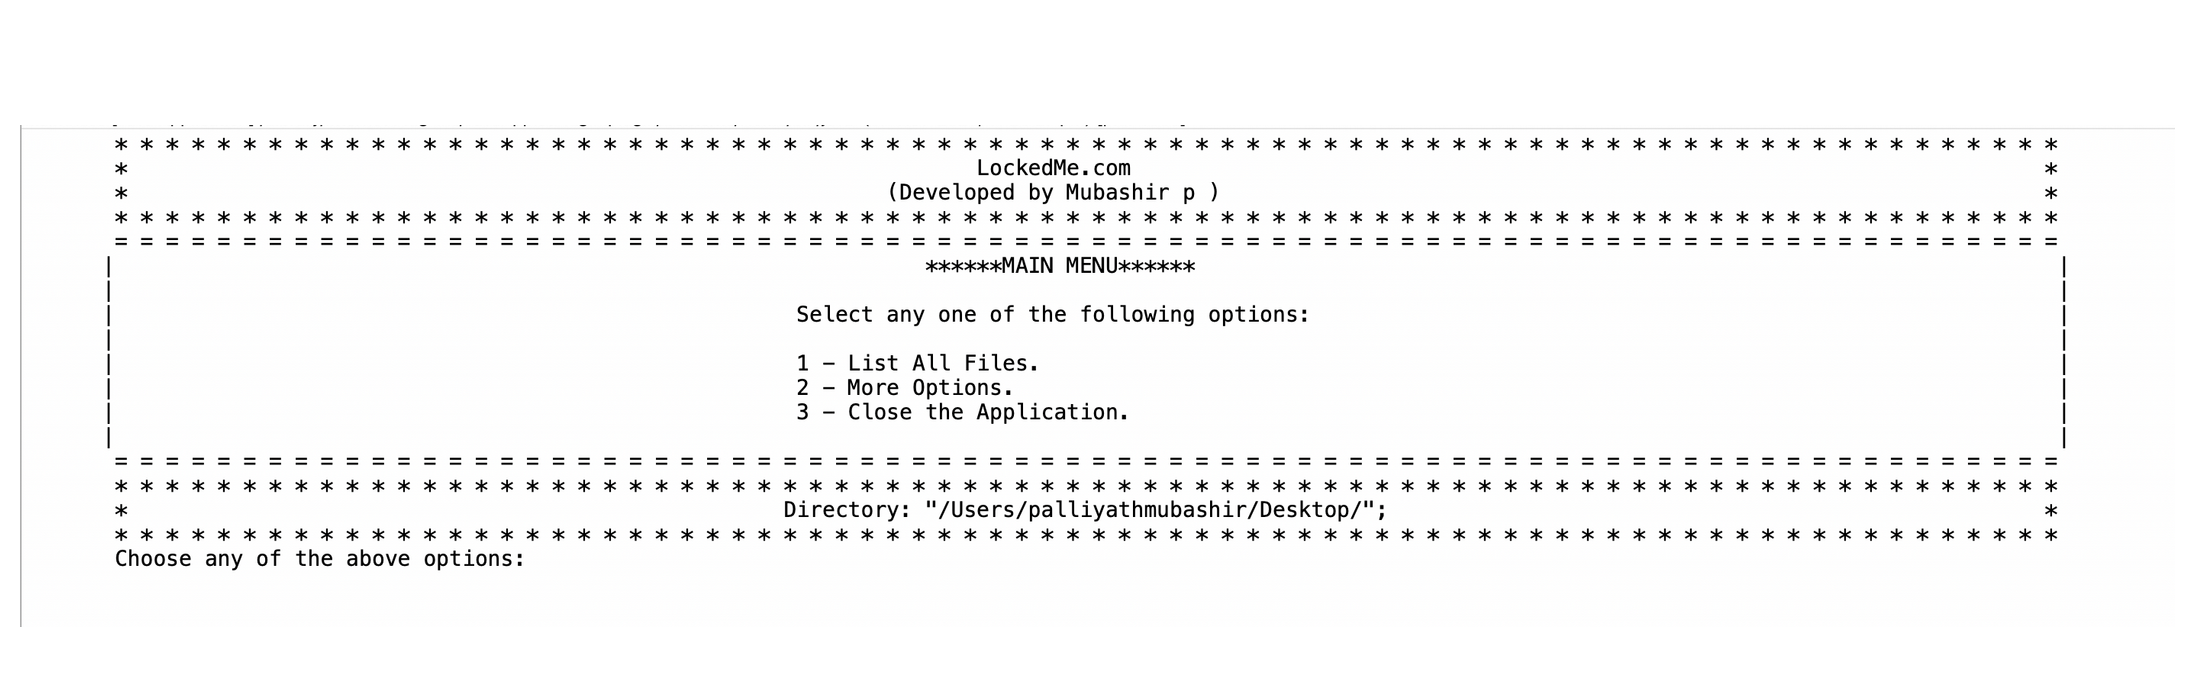 * * * * * * * * * * * * * * * * * * * * * * * * * * * * * * * * * * * * * * * * * * * * * * * * * * * * * * * * * * * * * * * * * * * * * * * * * * * *
* LockedMe.com *
* (Developed by Mubashir p ) *
* * * * * * * * * * * * * * * * * * * * * * * * * * * * * * * * * * * * * * * * * * * * * * * * * * * * * * * * * * * * * * * * * * * * * * * * * * * *
= = = = = = = = = = = = = = = = = = = = = = = = = = = = = = = = = = = = = = = = = = = = = = = = = = = = = = = = = = = = = = = = = = = = = = = = = = = =
| ******MAIN MENU****** |
| |
| Select any one of the following options: |
| |
| 1 – List All Files. |
| 2 – More Options. |
| 3 – Close the Application. |
| |
= = = = = = = = = = = = = = = = = = = = = = = = = = = = = = = = = = = = = = = = = = = = = = = = = = = = = = = = = = = = = = = = = = = = = = = = = = = =
* * * * * * * * * * * * * * * * * * * * * * * * * * * * * * * * * * * * * * * * * * * * * * * * * * * * * * * * * * * * * * * * * * * * * * * * * * * *
* Directory: "/Users/palliyathmubashir/Desktop/"; *
* * * * * * * * * * * * * * * * * * * * * * * * * * * * * * * * * * * * * * * * * * * * * * * * * * * * * * * * * * * * * * * * * * * * * * * * * * * *
Choose any of the above options: